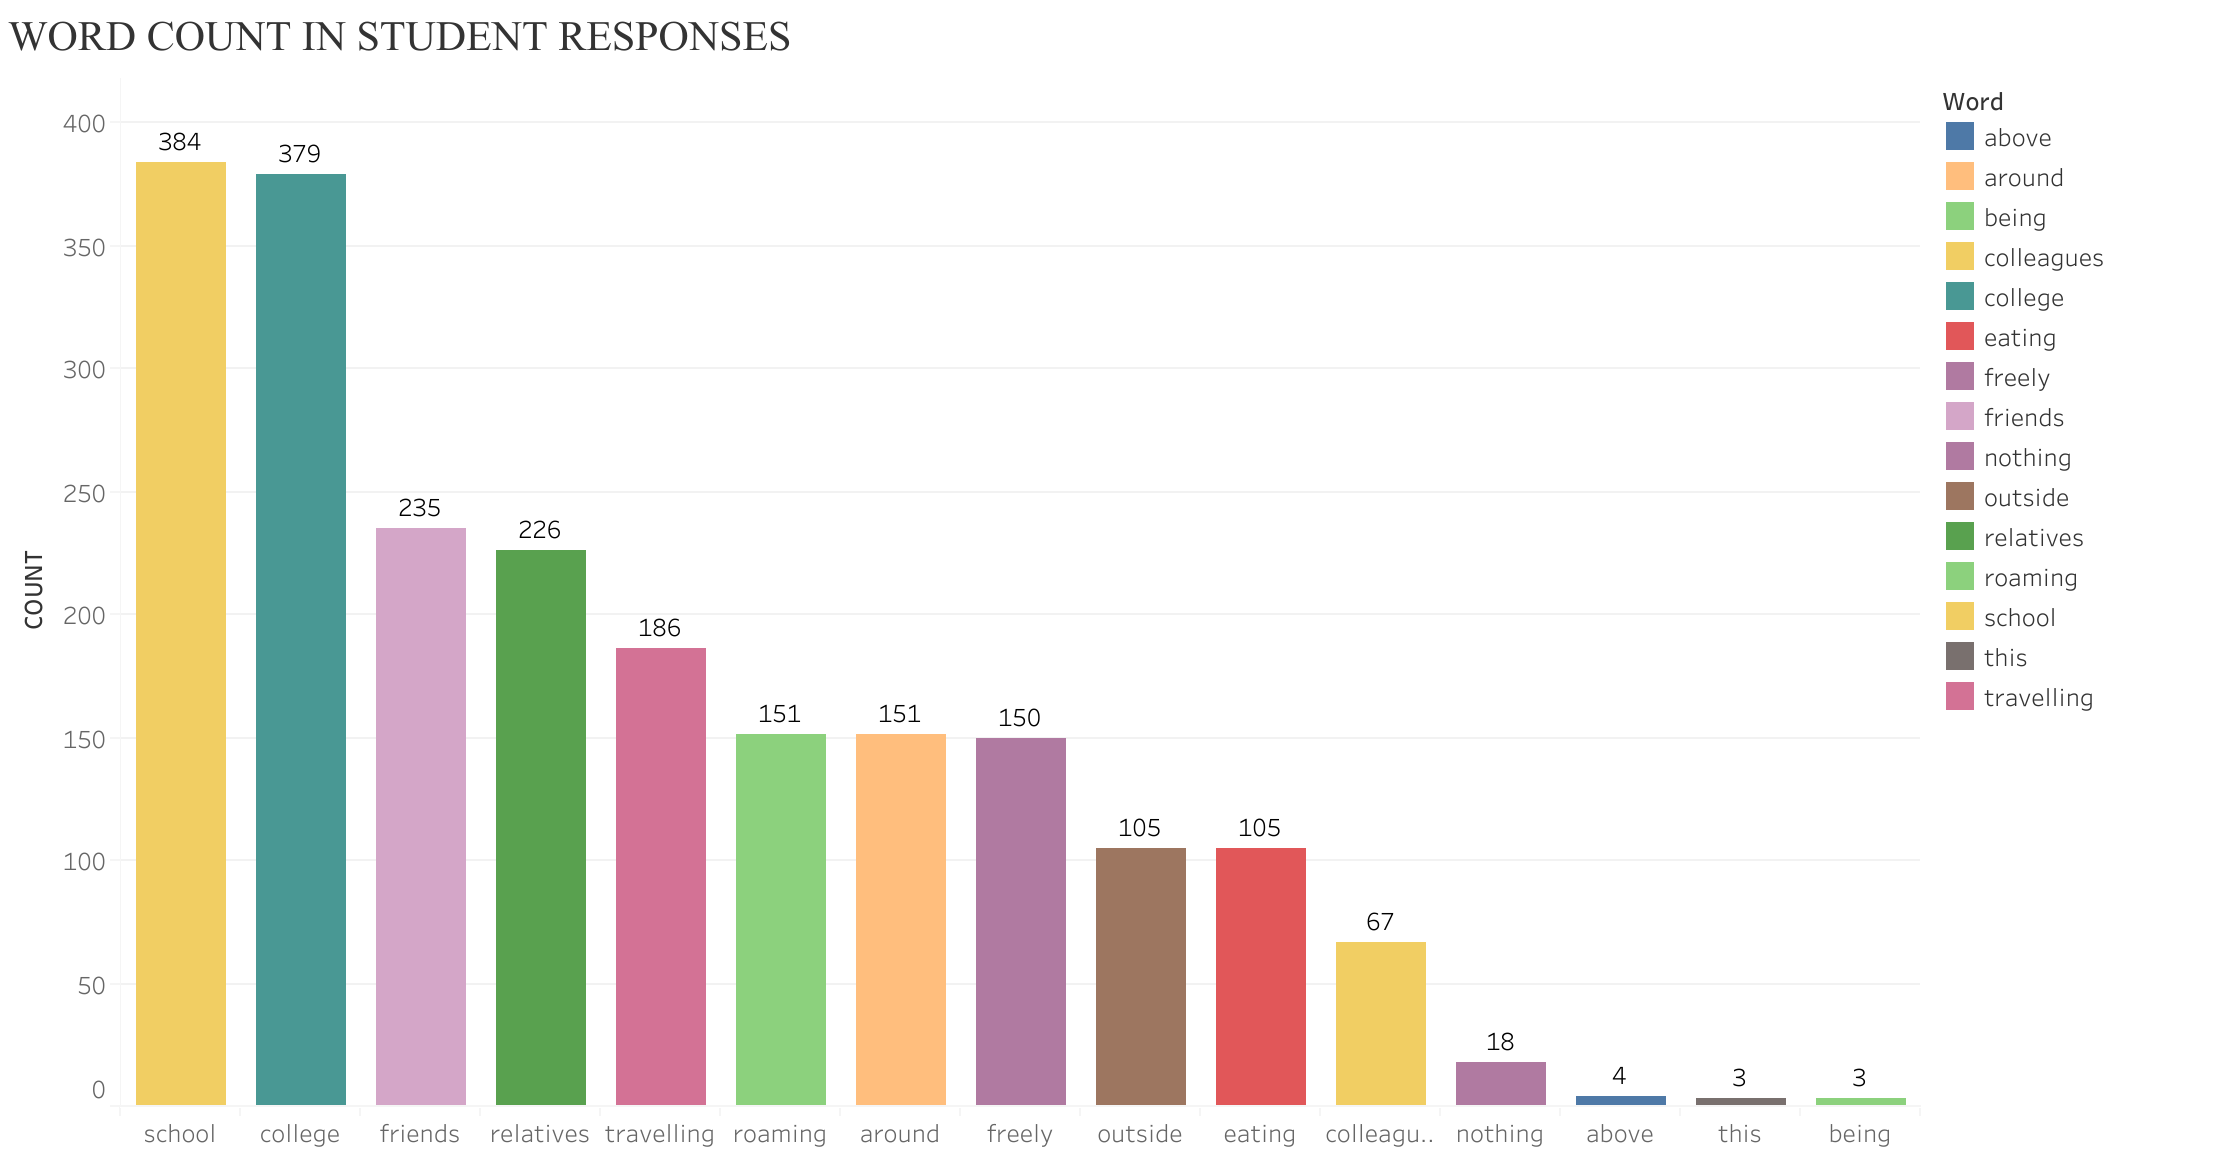 WORD COUNT IN STUDENT RESPONSES
COUNT
400
350
300
250
200
150
100
50
0
384
379
235
226
186
151
151
150
105
105
67
18
4
3
3
school college friends relatives travelling roaming around freely outside eating colleagu.. nothing above this being
Word
above
around
being
colleagues
college
eating
freely
friends
nothing
outside
relatives
roaming
school
this
travelling